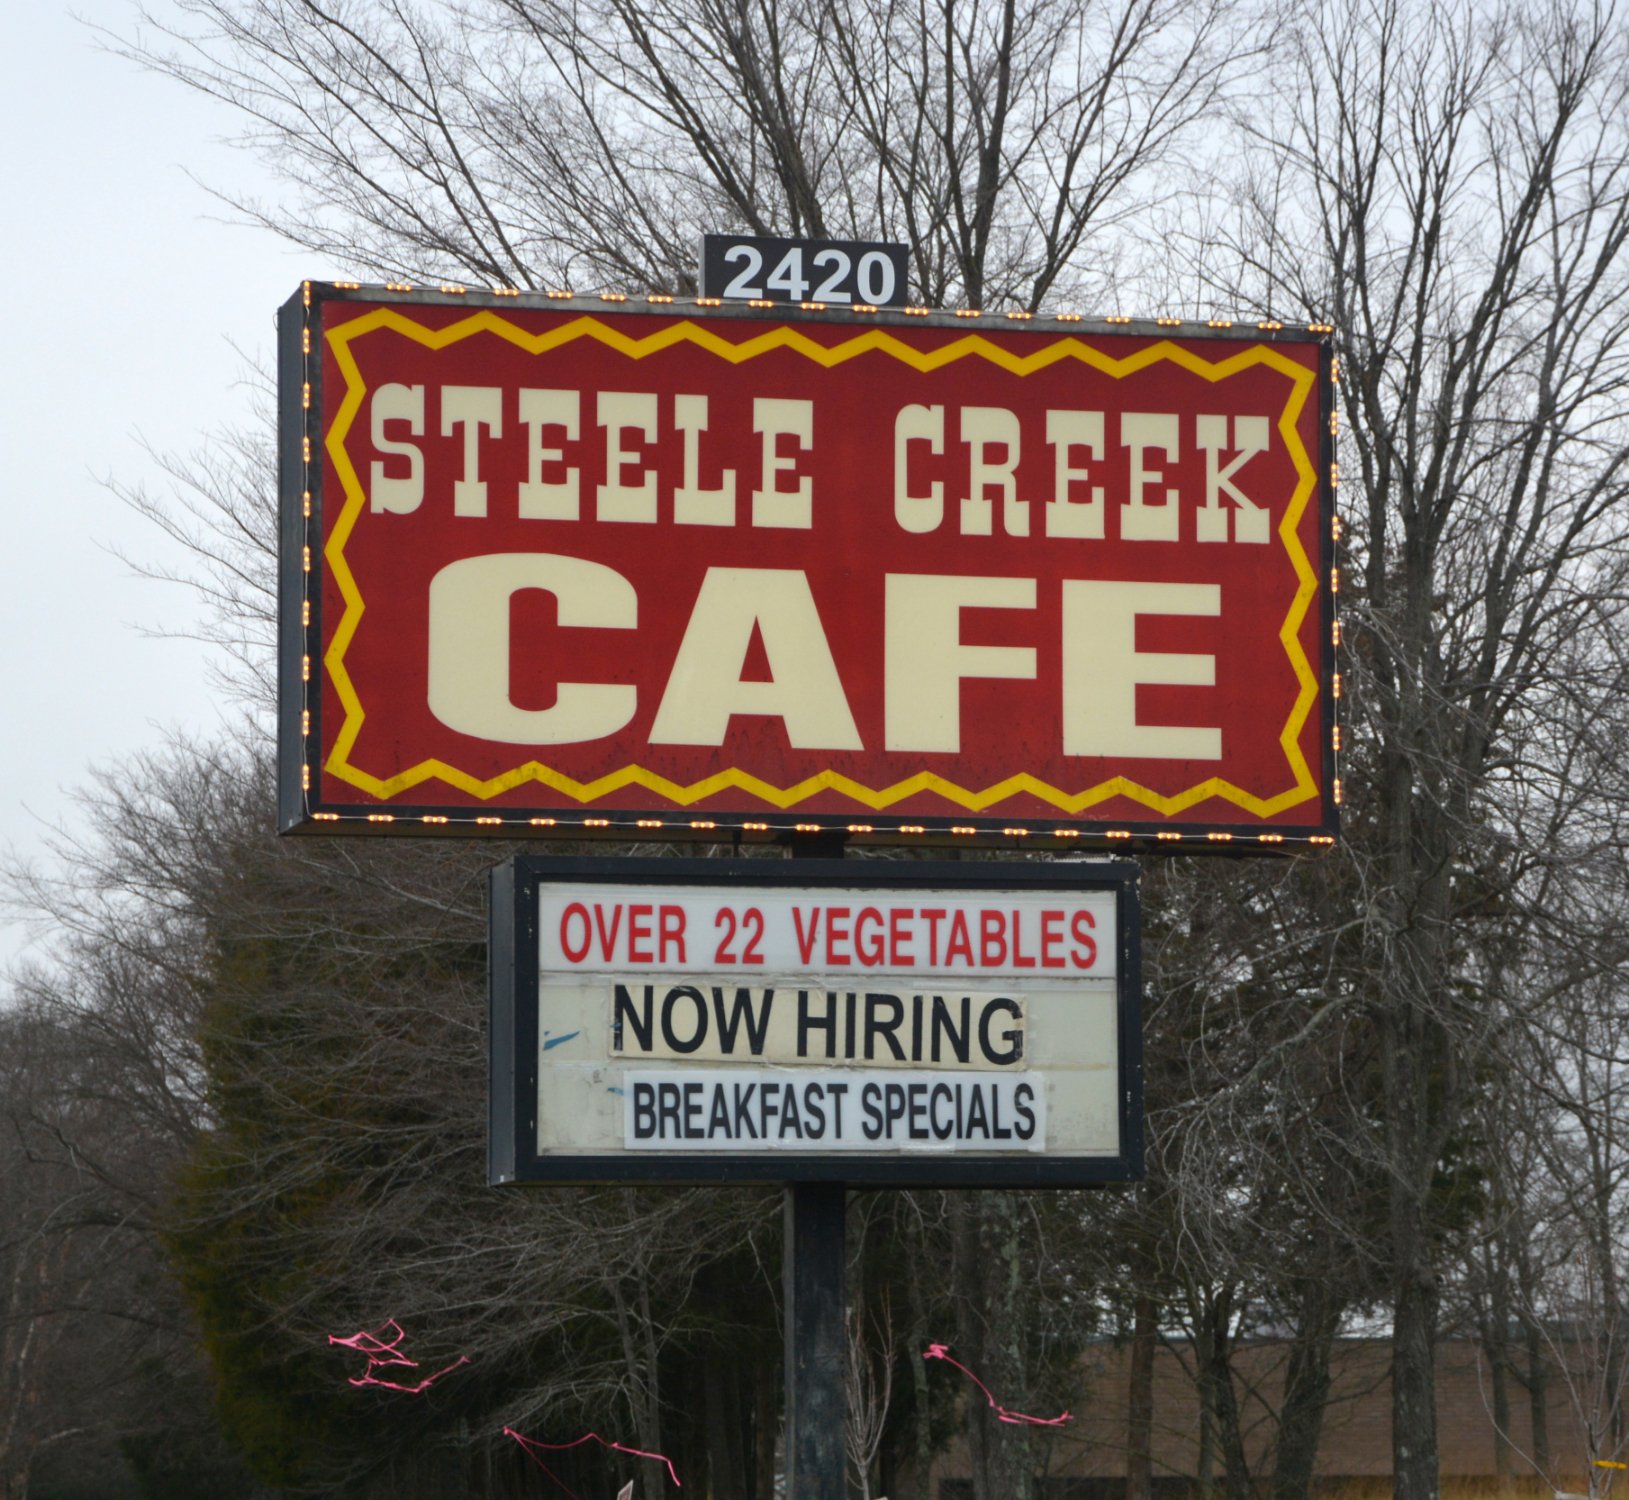 2420
STEELE CREEK
CAFE
OVER 22 VEGETABLES
NOW HIRING
BREAKFAST SPECIALS